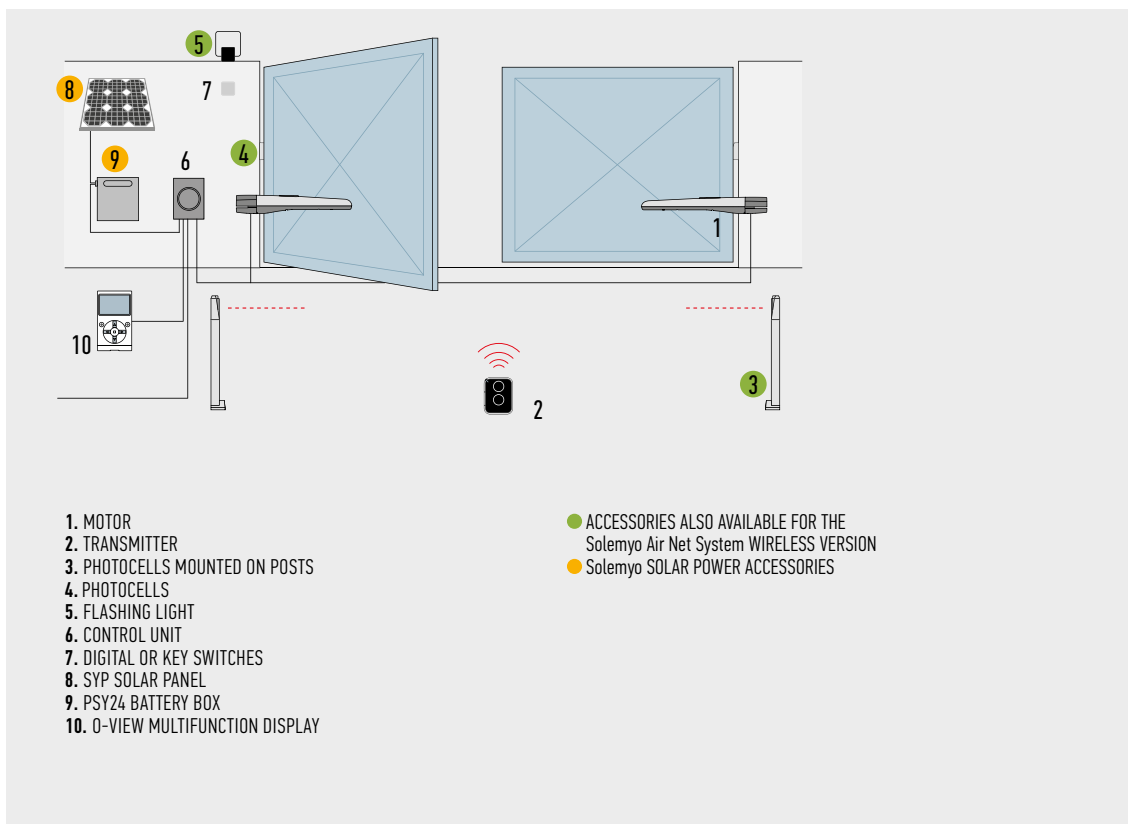 5
8
7
9
6
4
1
10
3
2
1. MOTOR
2. TRANSMITTER
3. PHOTOCELLS MOUNTED ON POSTS
4. PHOTOCELLS
5. FLASHING LIGHT
6. CONTROL UNIT
7. DIGITAL OR KEY SWITCHES
8. SYP SOLAR PANEL
9. PSY24 BATTERY BOX
10. O-VIEW MULTIFUNCTION DISPLAY
ACCESSORIES ALSO AVAILABLE FOR THE
Solemyo Air Net System WIRELESS VERSION
Solemyo SOLAR POWER ACCESSORIES